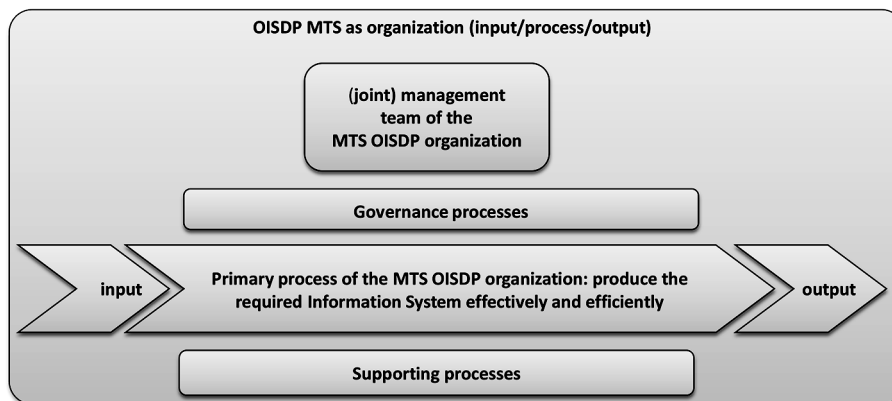 OISDP MTS as organization (input/process/output)
(joint) management
team of the
MTS OISDP organization
Governance processes
input
Primary process of the MTS OISDP organization: produce the
required Information System effectively and efficiently
output
Supporting processes